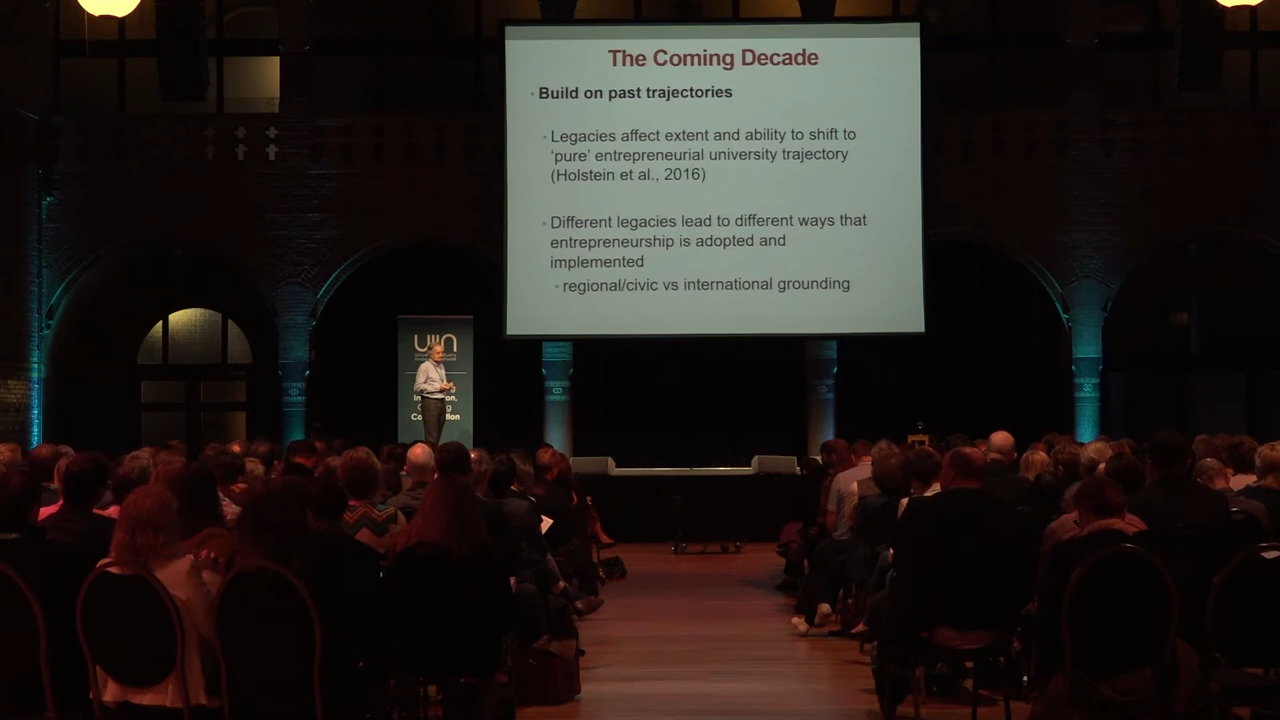 The Coming Decade
Build on past trajectories
Legacies affect extent and ability to shift to
‘pure’ entrepreneurial university trajectory
(Holstein et al., 2016)
Different legacies lead to different ways that
entrepreneurship is adopted and
implemented
regional/civic vs international grounding
UIIN